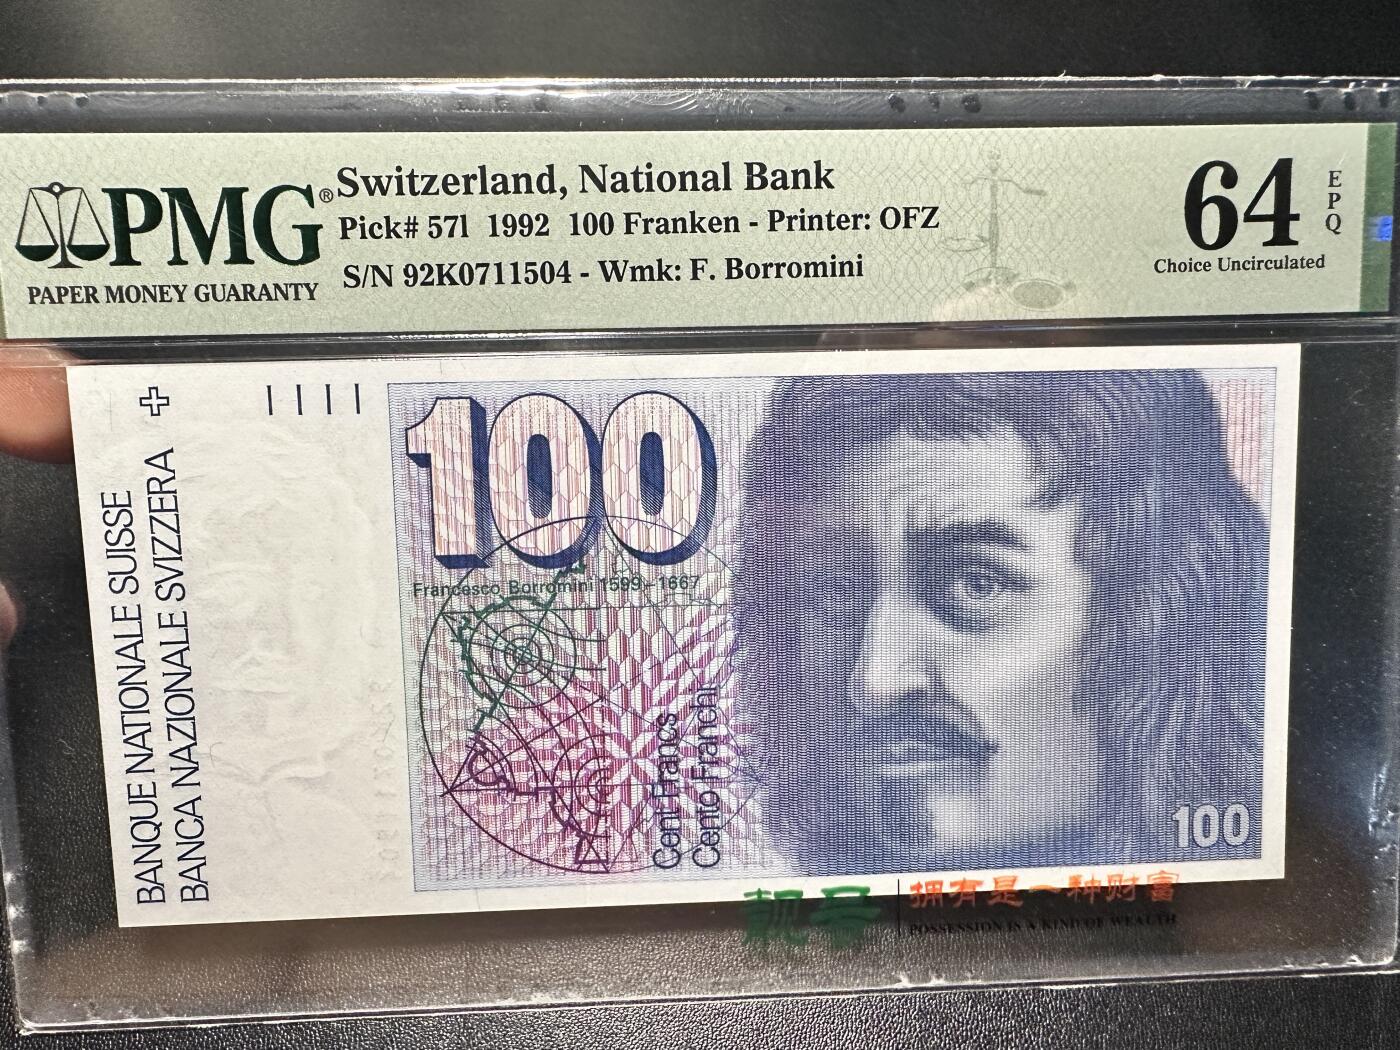 PMG®
PAPER MONEY GUARANTY
Switzerland, National Bank
Pick# 57l 1992 100 Franken - Printer: OFZ
S/N 92K0711504 - Wmk: F. Borromini
64
EPQ
Choice Uncirculated
BANQUE NATIONALE SUISSE
BANCA NAZIONALE SVIZZERA
100
Francesco Borromini 1599–1667
Cent Francs
Cento Franchi
100
靓号
拥有是一种财富
POSSESSION IS A KIND OF WEALTH